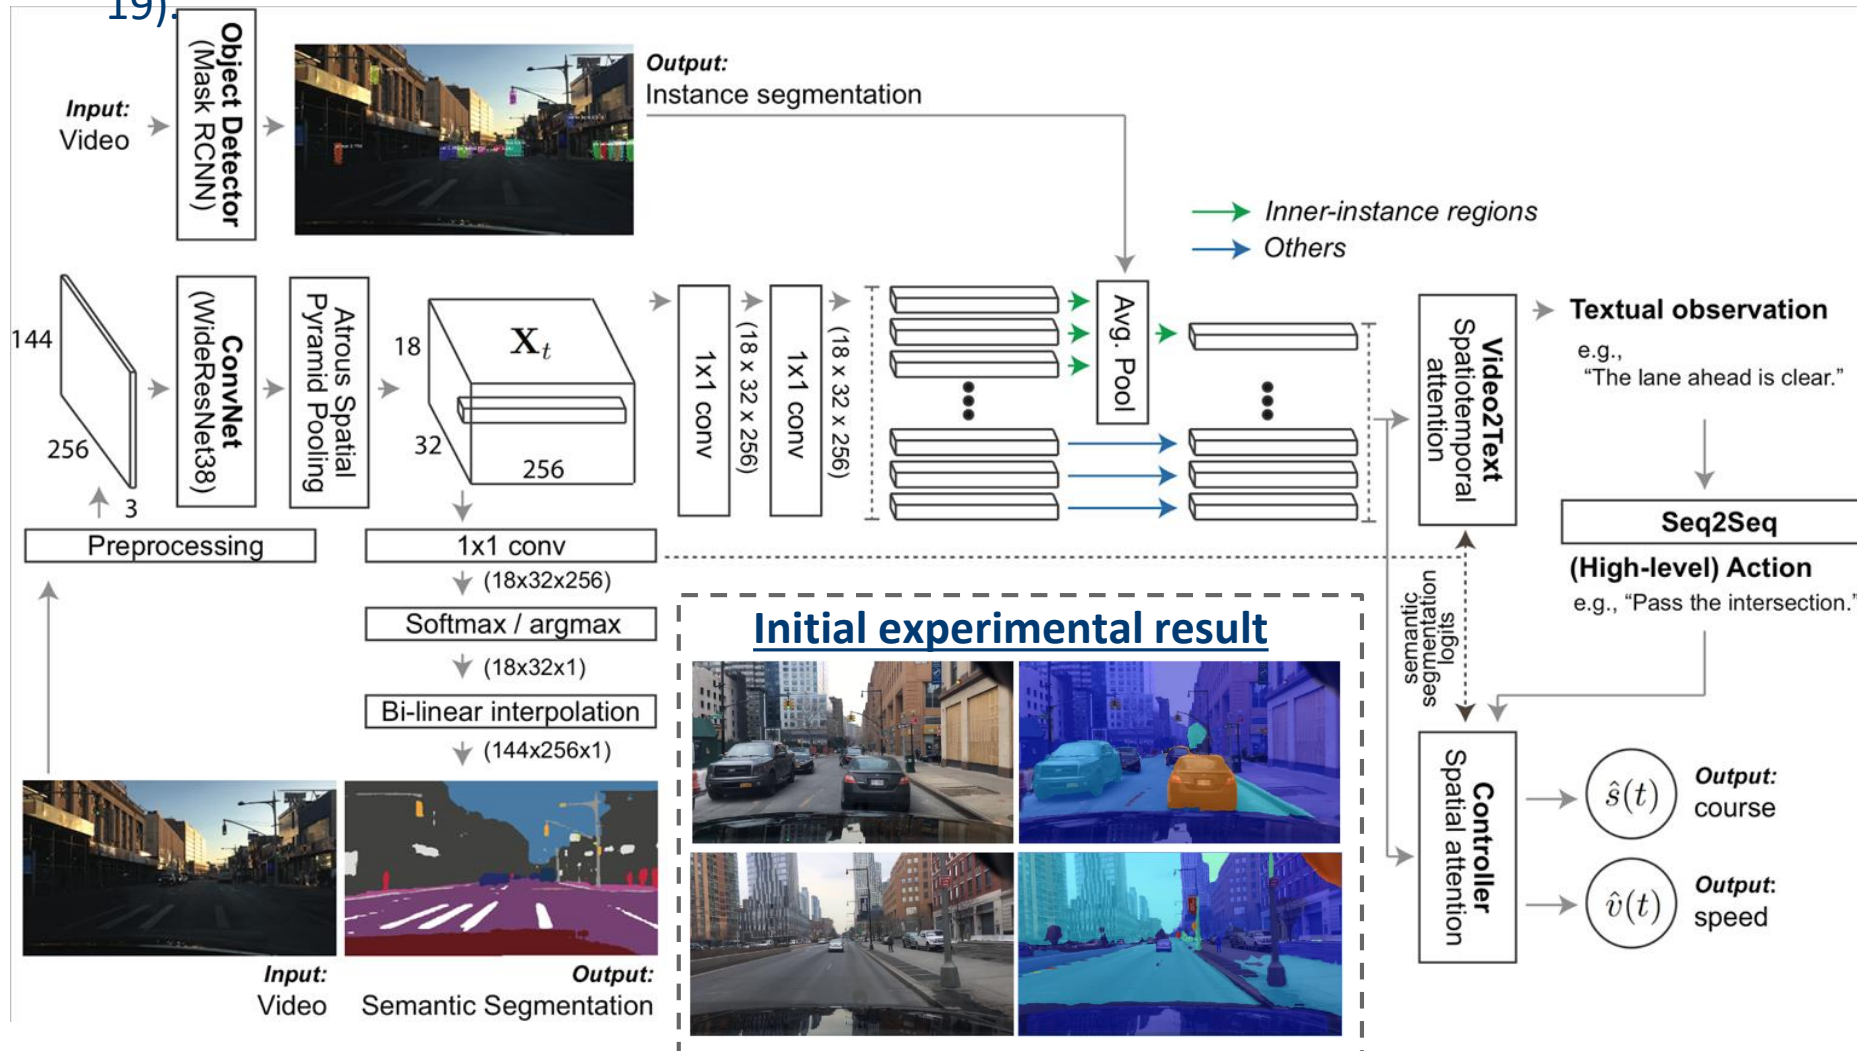 19).
Object Detector
(Mask RCNN)
Input:
Video
Output:
Instance segmentation
Inner-instance regions
Others
144
256
3
ConvNet
(WideResNet38)
Atrous Spatial
Pyramid Pooling
18
32
256
X_t
1x1 conv
(18 x 32 x 256)
1x1 conv
(18 x 32 x 256)
Avg. Pool
Video2Text
Spatiotemporal
attention
Textual observation
e.g.,
“The lane ahead is clear.”
Seq2Seq
(High-level) Action
e.g., “Pass the intersection.”
Preprocessing
1x1 conv
(18x32x256)
Softmax / argmax
(18x32x1)
Bi-linear interpolation
(144x256x1)
semantic
segmentation
logits
Initial experimental result
Controller
Spatial attention
ŝ(t)
Output:
course
v̂(t)
Output:
speed
Input:
Video
Output:
Semantic Segmentation